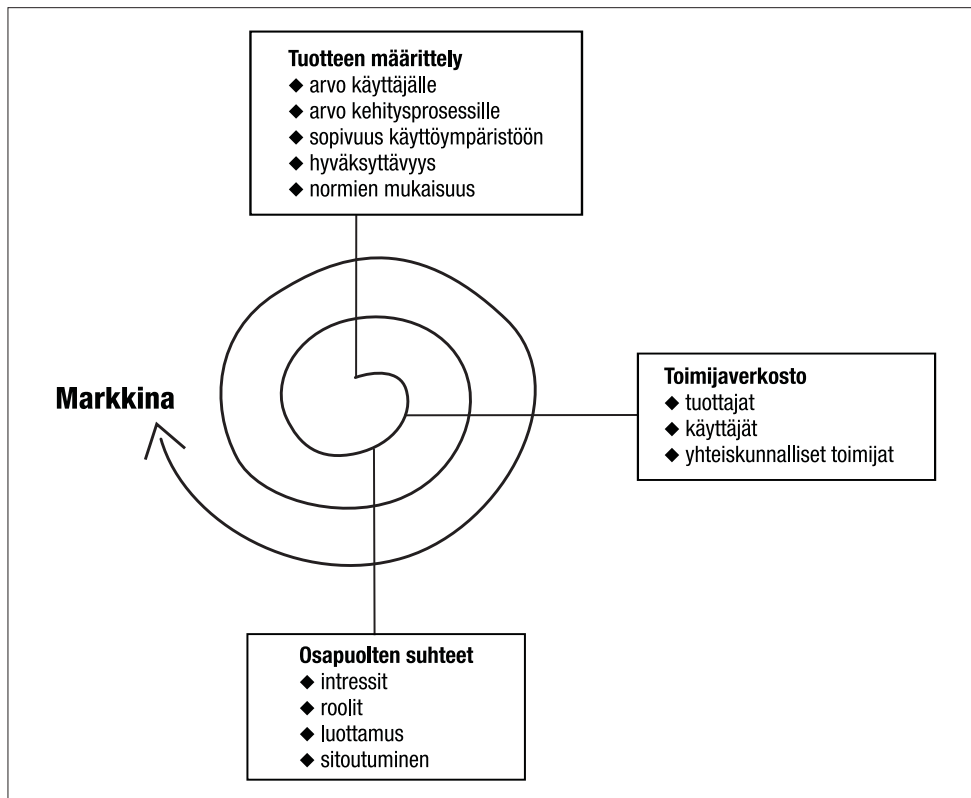 Tuotteen määrittely
◆ arvo käyttäjälle
◆ arvo kehitysprosessille
◆ sopivuus käyttöympäristöön
◆ hyväksyttävyys
◆ normien mukaisuus
Markkina
Toimijaverkosto
◆ tuottajat
◆ käyttäjät
◆ yhteiskunnalliset toimijat
Osapuolten suhteet
◆ intressit
◆ roolit
◆ luottamus
◆ sitoutuminen